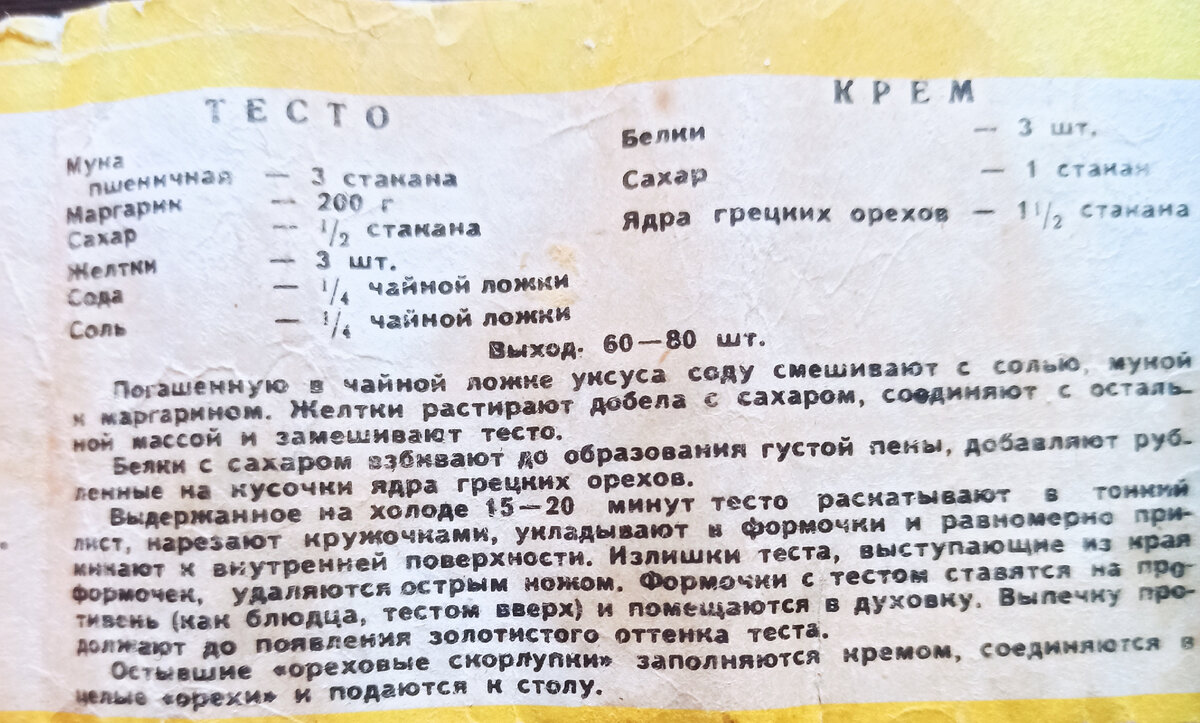 ТЕСТО
Мука
пшеничная — 3 стакана
Маргарин — 200 г
Сахар — 1/2 стакана
Желтки — 3 шт.
Сода — 1/4 чайной ложки
Соль — 1/4 чайной ложки
КРЕМ
Белки — 3 шт.
Сахар — 1 стакан
Ядра грецких орехов — 1 1/2 стакана
Выход. 60—80 шт.
Погашенную в чайной ложке уксуса соду смешивают с солью, мукой
и маргарином. Желтки растирают добела с сахаром, соединяют с осталь-
ной массой и замешивают тесто.
Белки с сахаром взбивают до образования густой пены, добавляют руб-
ленные на кусочки ядра грецких орехов.
Выдержанное на холоде 15—20 минут тесто раскатывают в тонкий
лист, нарезают кружочками, укладывают в формочки и равномерно при-
жимают к внутренней поверхности. Излишки теста, выступающие из края
формочек, удаляются острым ножом. Формочки с тестом ставятся на про-
тивень (как блюдца, тестом вверх) и помещаются в духовку. Выпечку про-
должают до появления золотистого оттенка теста.
Остывшие «ореховые скорлупки» заполняются кремом, соединяются в
целые «орехи» и подаются к столу.